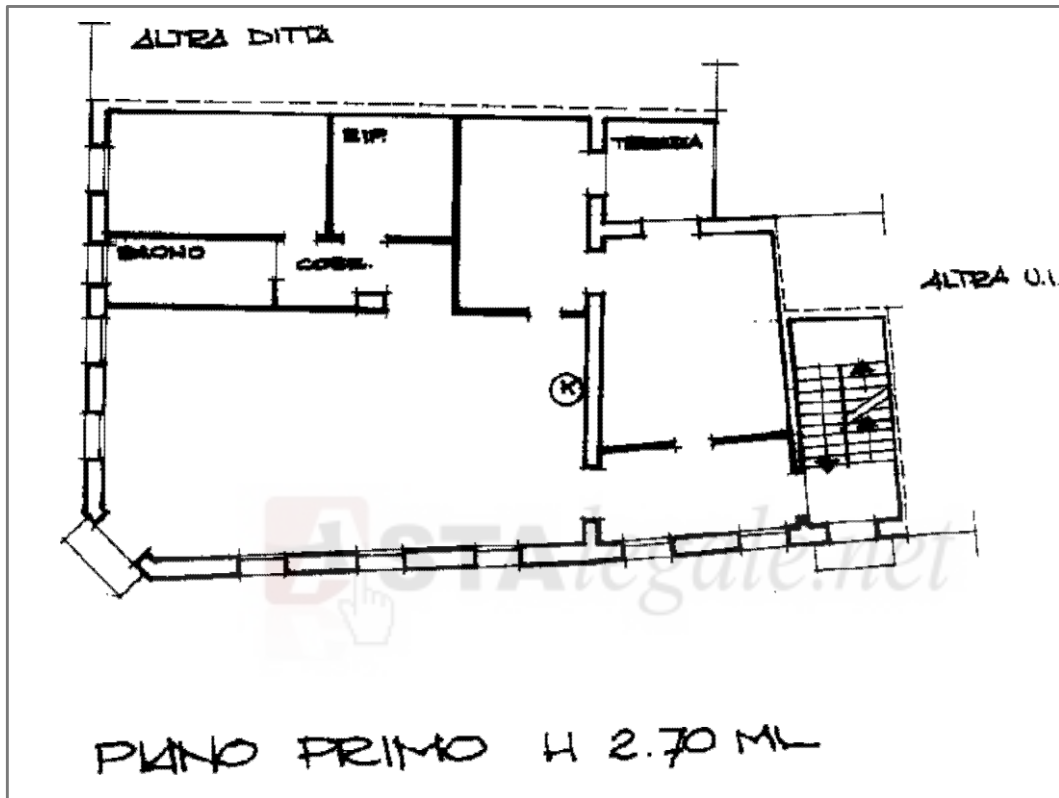 ALTRA DITTA
RIP.
TERRAZZA
BAGNO
CORR.
ALTRA U.I.
K
ASTAlegale.net
PIANO PRIMO H 2.70 ML